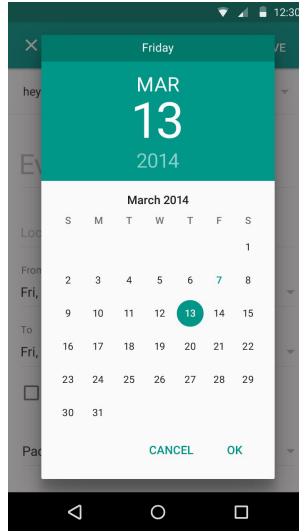 12:30
Friday
VE
hey
MAR
13
2014
Ev
March 2014
S M T W T F S
1
2 3 4 5 6 7 8
9 10 11 12 13 14 15
16 17 18 19 20 21 22
23 24 25 26 27 28 29
30 31
Loc
From
Fri,
To
Fri,
Pac
CANCEL OK